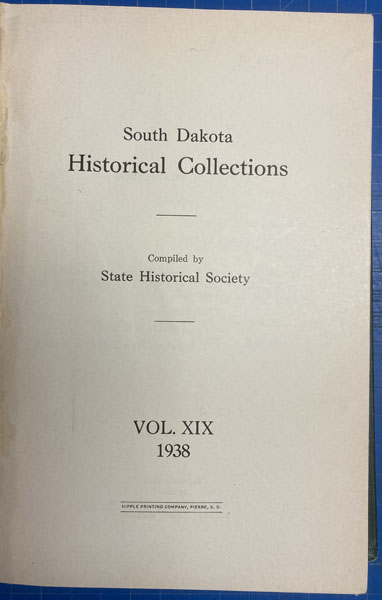 South Dakota
Historical Collections
Compiled by
State Historical Society
VOL. XIX
1938
HIPPLE PRINTING COMPANY, PIERRE, S. D.